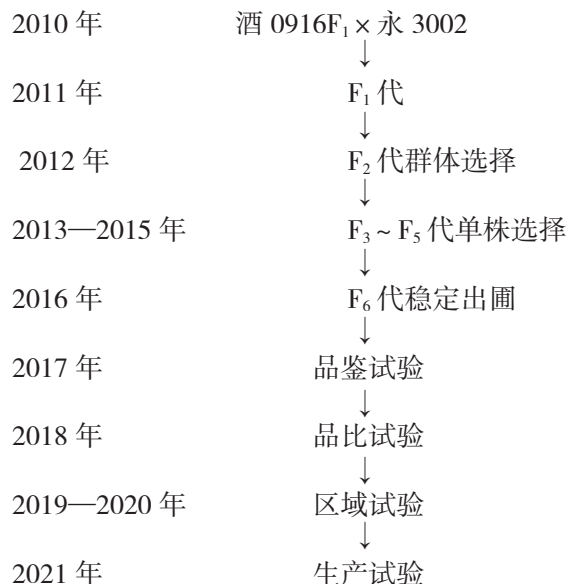 2010 年 酒 0916F₁ × 永 3002
↓
2011 年 F₁ 代
↓
2012 年 F₂ 代群体选择
↓
2013—2015 年 F₃ ~ F₅ 代单株选择
↓
2016 年 F₆ 代稳定出圃
↓
2017 年 品鉴试验
↓
2018 年 品比试验
↓
2019—2020 年 区域试验
↓
2021 年 生产试验